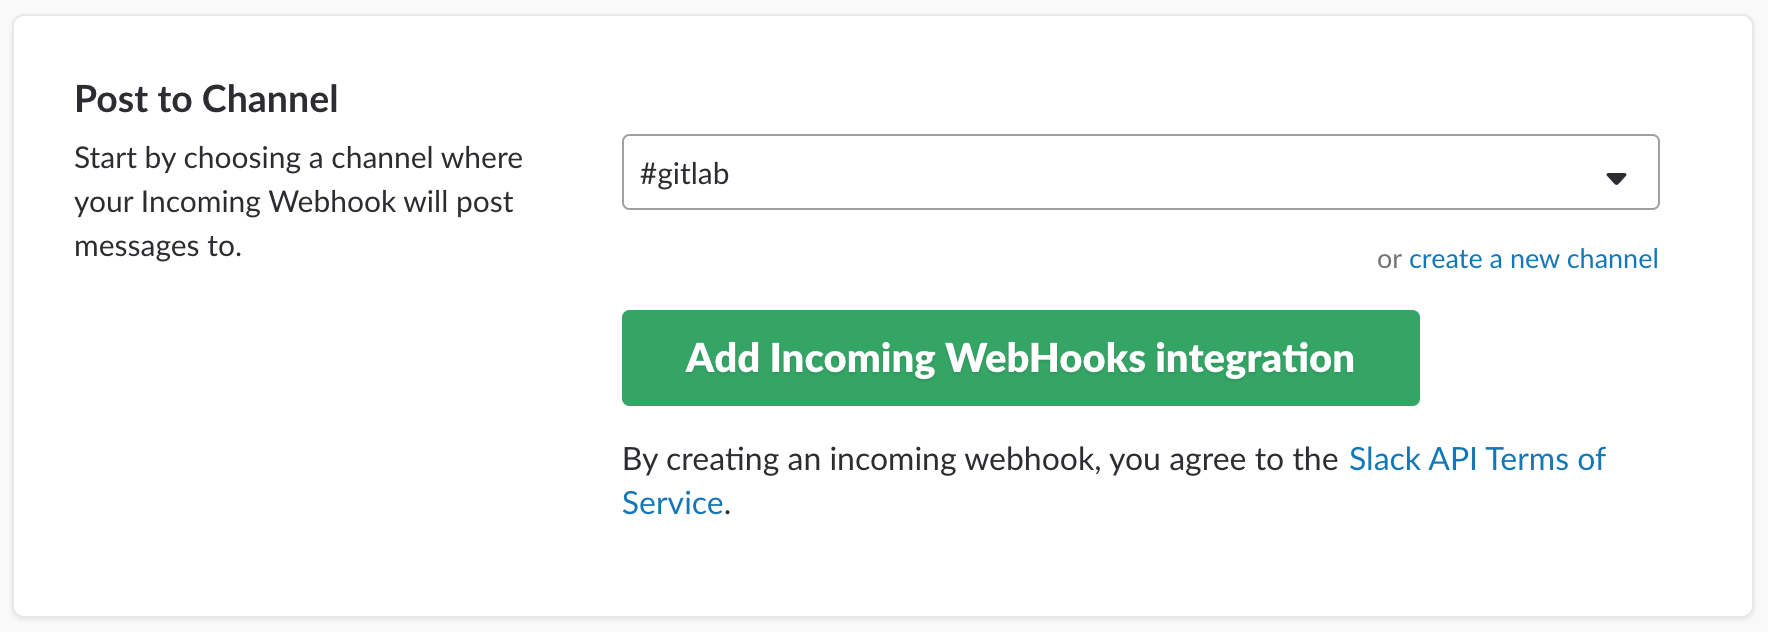 Post to Channel
Start by choosing a channel where
your Incoming Webhook will post
messages to.
#gitlab
or create a new channel
Add Incoming WebHooks integration
By creating an incoming webhook, you agree to the Slack API Terms of
Service.